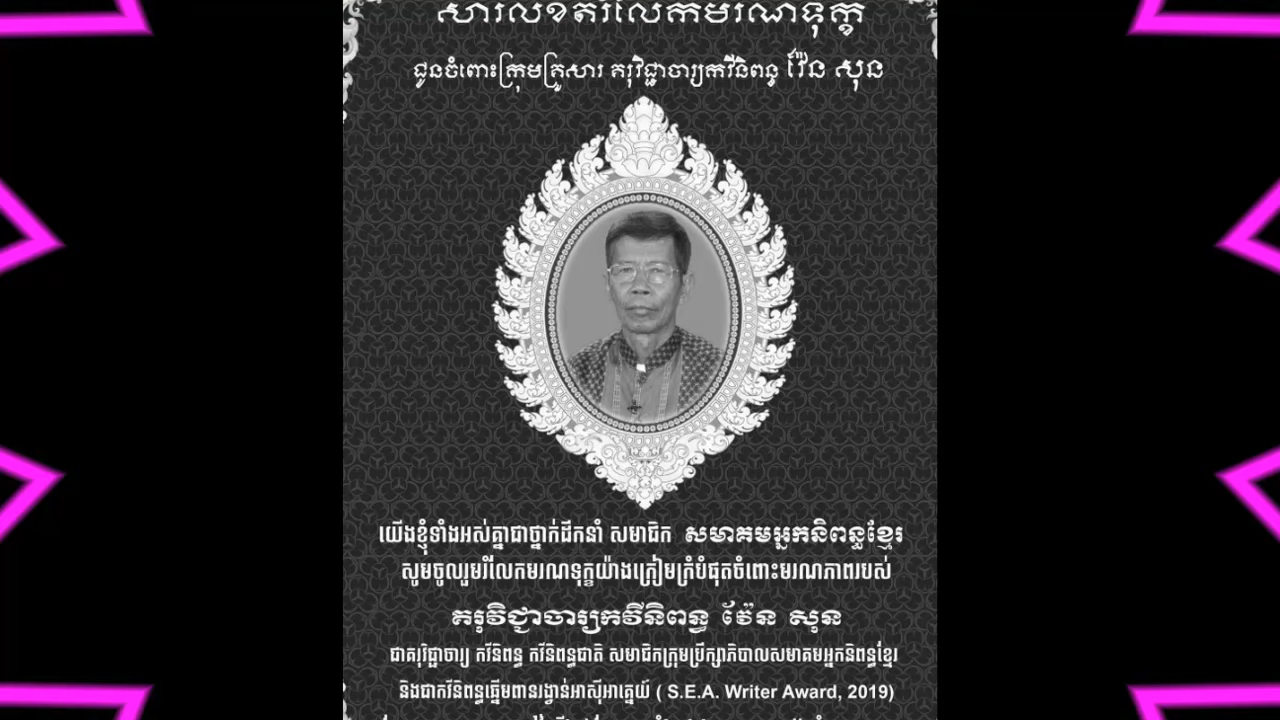 សារលិខិតរំលែកមរណទុក្ខ
ជូនចំពោះក្រុមគ្រួសារ គរុវិជ្ជាចារ្យកវីនិពន្ធ វ៉ែន សុន
យើងខ្ញុំទាំងអស់គ្នាជាថ្នាក់ដឹកនាំ សមាជិក សមាគមអ្នកនិពន្ធខ្មែរ
សូមចូលរួមរំលែកមរណទុក្ខយ៉ាងក្រៀមក្រំបំផុតចំពោះមរណភាពរបស់
គរុវិជ្ជាចារ្យកវីនិពន្ធ វ៉ែន សុន
ជាគរុវិជ្ជាចារ្យ កវីនិពន្ធ កវីនិពន្ធជាតិ សមាជិកក្រុមប្រឹក្សាភិបាលសមាគមអ្នកនិពន្ធខ្មែរ
និងជាកវីនិពន្ធឆ្នើមពានរង្វាន់អាស៊ីអាគ្នេយ៍ ( S.E.A. Writer Award, 2019)